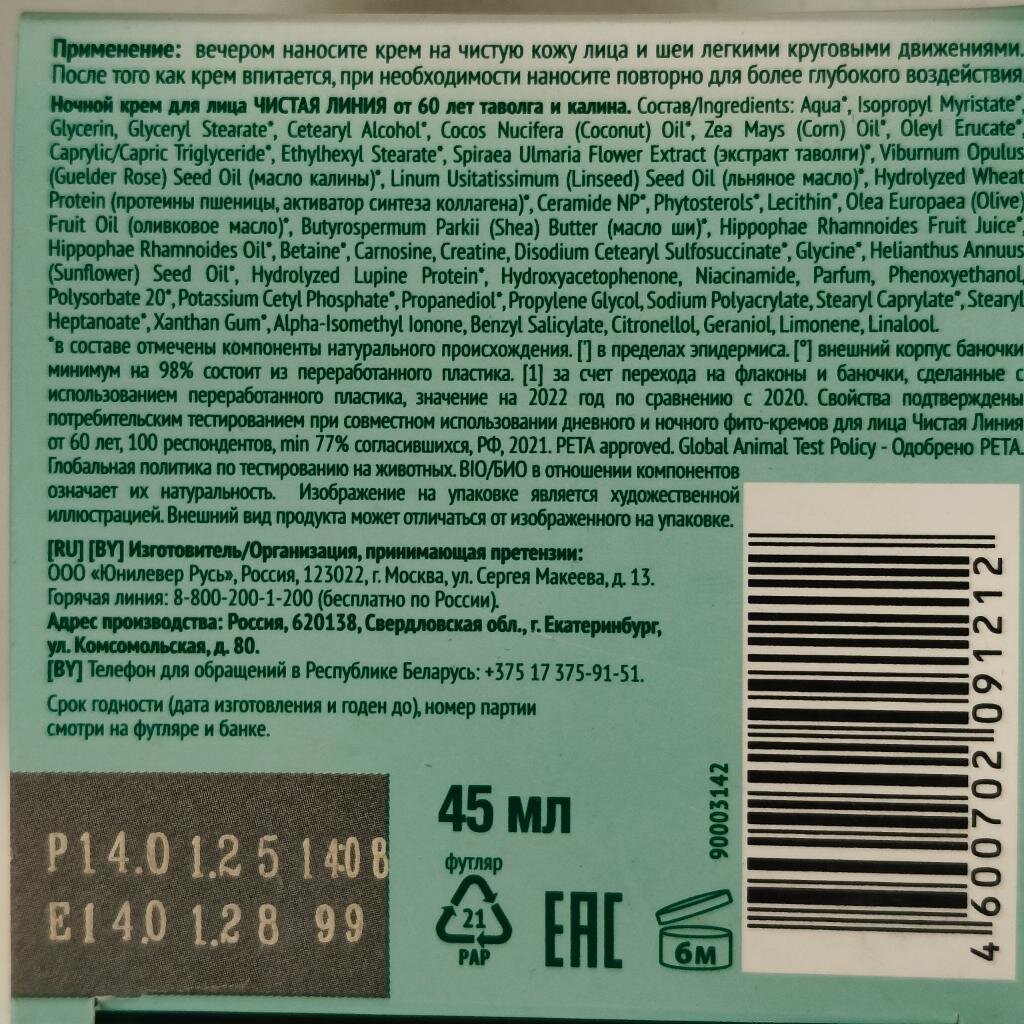 Применение: вечером наносите крем на чистую кожу лица и шеи легкими круговыми движениями.
После того как крем впитается, при необходимости наносите повторно для более глубокого воздействия.
Ночной крем для лица ЧИСТАЯ ЛИНИЯ от 60 лет таволга и калина. Состав/Ingredients: Aqua*, Isopropyl Myristate*,
Glycerin, Glyceryl Stearate*, Cetearyl Alcohol*, Cocos Nucifera (Coconut) Oil*, Zea Mays (Corn) Oil*, Oleyl Erucate*,
Caprylic/Capric Triglyceride*, Ethylhexyl Stearate*, Spiraea Ulmaria Flower Extract (экстракт таволги)*, Viburnum Opulus
(Guelder Rose) Seed Oil (масло калины)*, Linum Usitatissimum (Linseed) Seed Oil (льняное масло)*, Hydrolyzed Wheat
Protein (протеины пшеницы, активатор синтеза коллагена)*, Ceramide NP*, Phytosterols*, Lecithin*, Olea Europaea (Olive)
Fruit Oil (оливковое масло)*, Butyrospermum Parkii (Shea) Butter (масло ши)*, Hippophae Rhamnoides Fruit Juice*,
Hippophae Rhamnoides Oil*, Betaine*, Carnosine, Creatine, Disodium Cetearyl Sulfosuccinate*, Glycine*, Helianthus Annuus
(Sunflower) Seed Oil*, Hydrolyzed Lupine Protein*, Hydroxyacetophenone, Niacinamide, Parfum, Phenoxyethanol,
Polysorbate 20*, Potassium Cetyl Phosphate*, Propanediol*, Propylene Glycol, Sodium Polyacrylate, Stearyl Caprylate*, Stearyl
Heptanoate*, Xanthan Gum*, Alpha-Isomethyl Ionone, Benzyl Salicylate, Citronellol, Geraniol, Limonene, Linalool.
*в составе отмечены компоненты натурального происхождения. ['] в пределах эпидермиса. [°] внешний корпус баночки
минимум на 98% состоит из переработанного пластика. [1] за счет перехода на флаконы и баночки, сделанные с
использованием переработанного пластика, значение на 2022 год по сравнению с 2020. Свойства подтверждены
потребительским тестированием при совместном использовании дневного и ночного фито-кремов для лица Чистая Линия
от 60 лет, 100 респондентов, min 77% согласившихся, РФ, 2021. PETA approved. Global Animal Test Policy - Одобрено PETA.
Глобальная политика по тестированию на животных. BIO/БИО в отношении компонентов
означает их натуральность. Изображение на упаковке является художественной
иллюстрацией. Внешний вид продукта может отличаться от изображенного на упаковке.
[RU] [BY] Изготовитель/Организация, принимающая претензии:
ООО «Юнилевер Русь», Россия, 123022, г. Москва, ул. Сергея Макеева, д. 13.
Горячая линия: 8-800-200-1-200 (бесплатно по России).
Адрес производства: Россия, 620138, Свердловская обл., г. Екатеринбург,
ул. Комсомольская, д. 80.
[BY] Телефон для обращений в Республике Беларусь: +375 17 375-91-51.
Срок годности (дата изготовления и годен до), номер партии
смотри на футляре и банке.
P14.01.25 14:08
E14.01.28 99
45 мл
футляр
21
PAP
EAC
6м
90003142
4 600702 091212